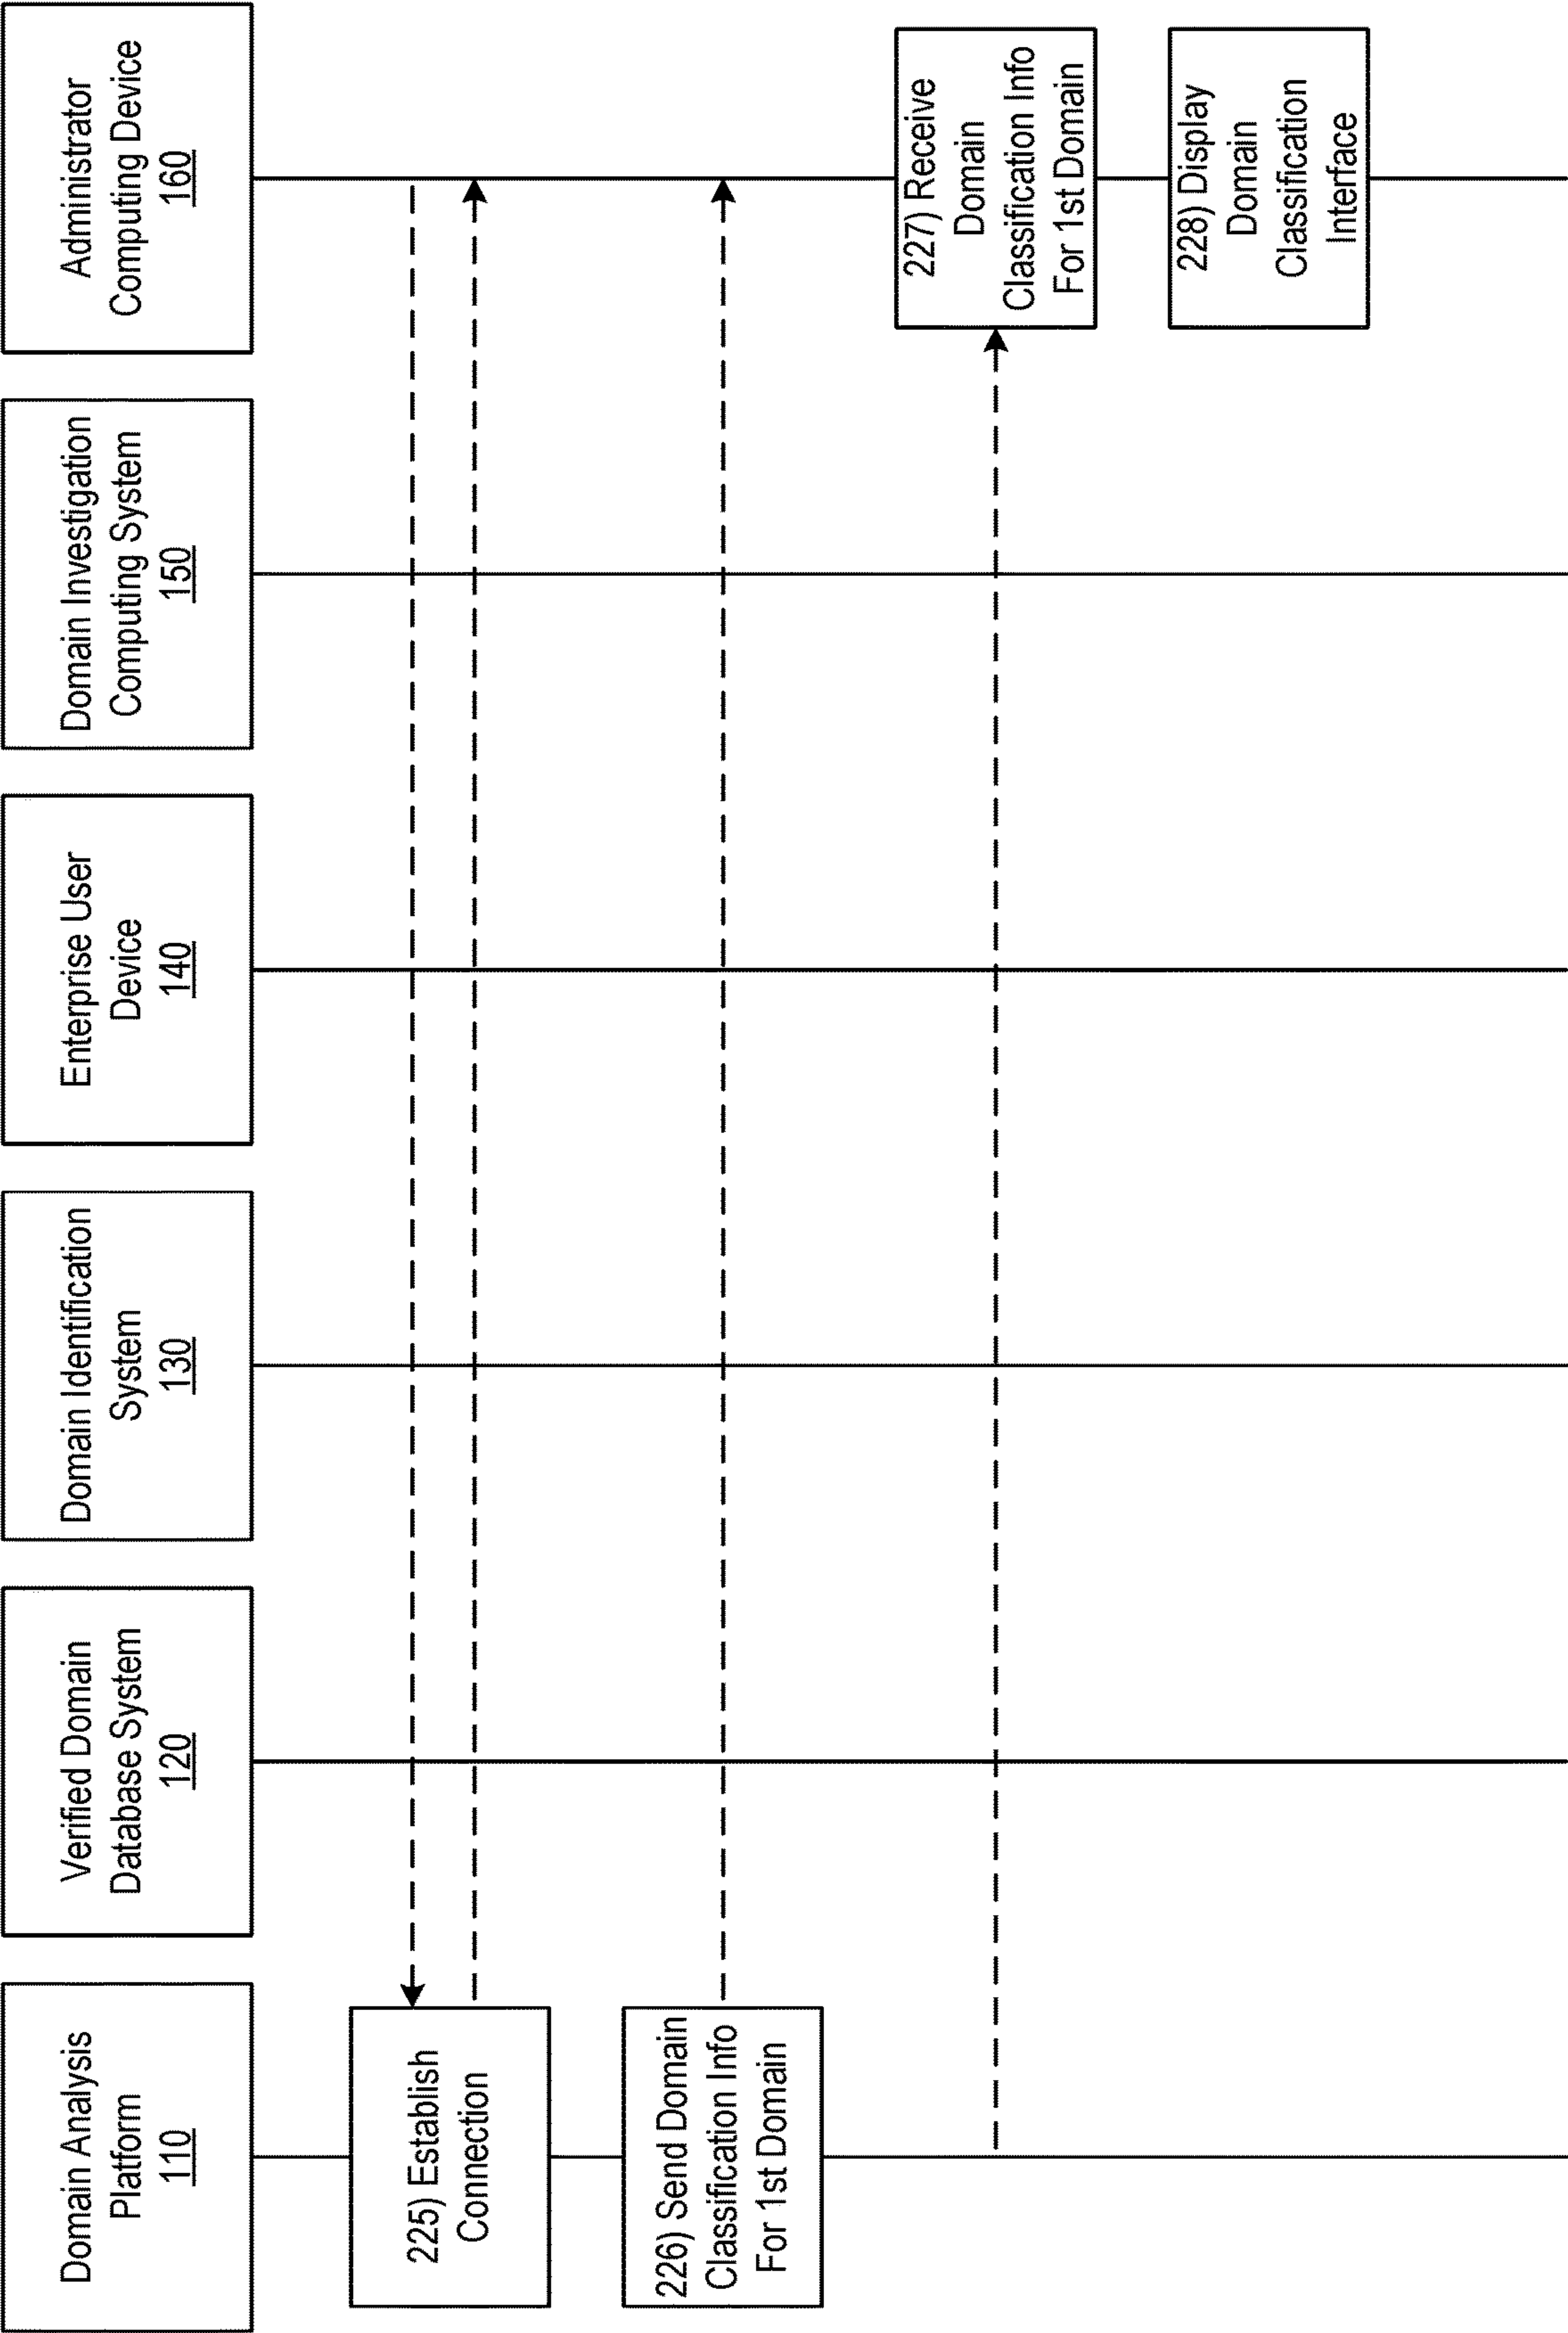 Domain Analysis
Platform
110
Verified Domain
Database System
120
Domain Identification
System
130
Enterprise User
Device
140
Domain Investigation
Computing System
150
Administrator
Computing Device
160
225) Establish
Connection
226) Send Domain
Classification Info
For 1st Domain
227) Receive
Domain
Classification Info
For 1st Domain
228) Display
Domain
Classification
Interface